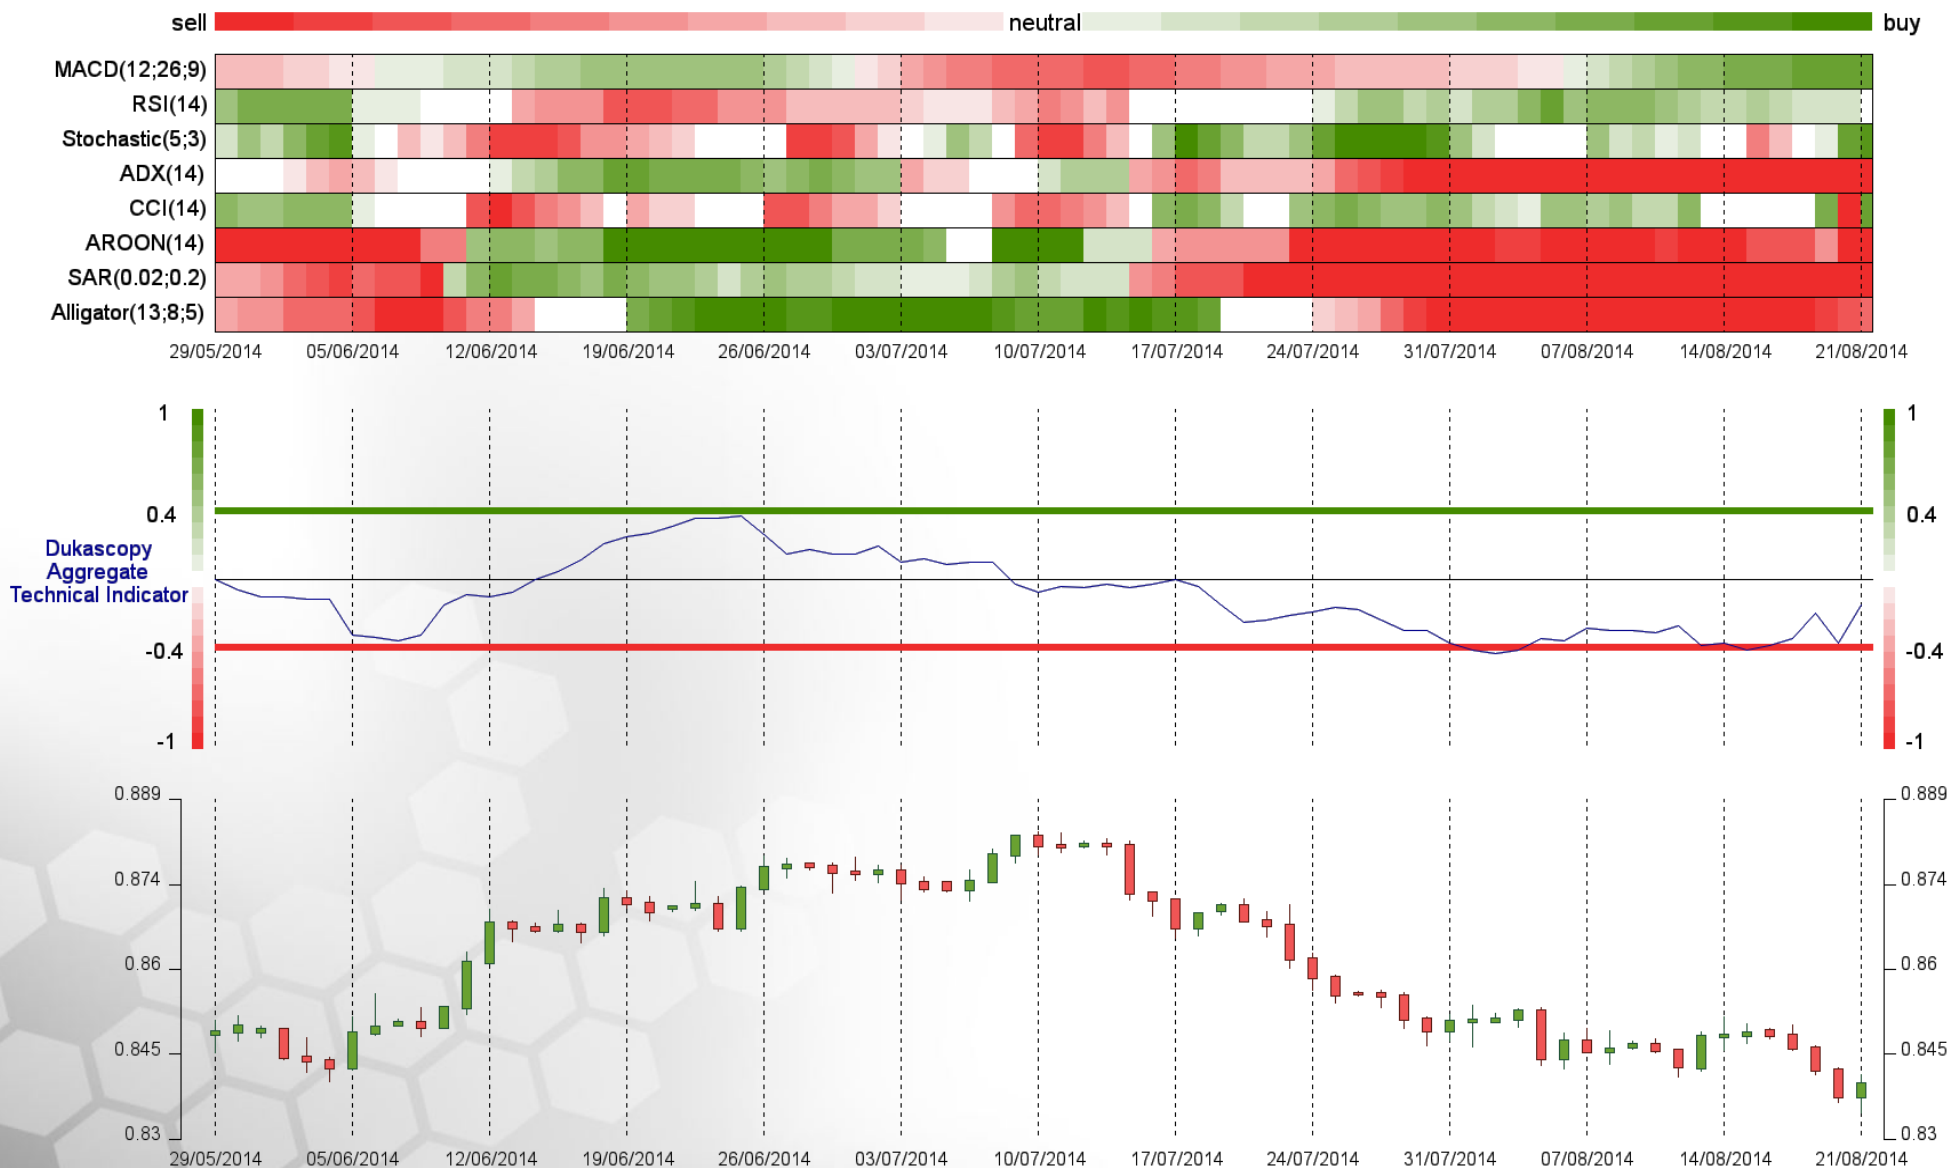 sell neutral buy
MACD(12;26;9)
RSI(14)
Stochastic(5;3)
ADX(14)
CCI(14)
AROON(14)
SAR(0.02;0.2)
Alligator(13;8;5)
29/05/2014 05/06/2014 12/06/2014 19/06/2014 26/06/2014 03/07/2014 10/07/2014 17/07/2014 24/07/2014 31/07/2014 07/08/2014 14/08/2014 21/08/2014
1 1
0.4 0.4
Dukascopy
Aggregate
Technical Indicator
-0.4 -0.4
-1 -1
0.889 0.889
0.874 0.874
0.86 0.86
0.845 0.845
0.83 0.83
29/05/2014 05/06/2014 12/06/2014 19/06/2014 26/06/2014 03/07/2014 10/07/2014 17/07/2014 24/07/2014 31/07/2014 07/08/2014 14/08/2014 21/08/2014